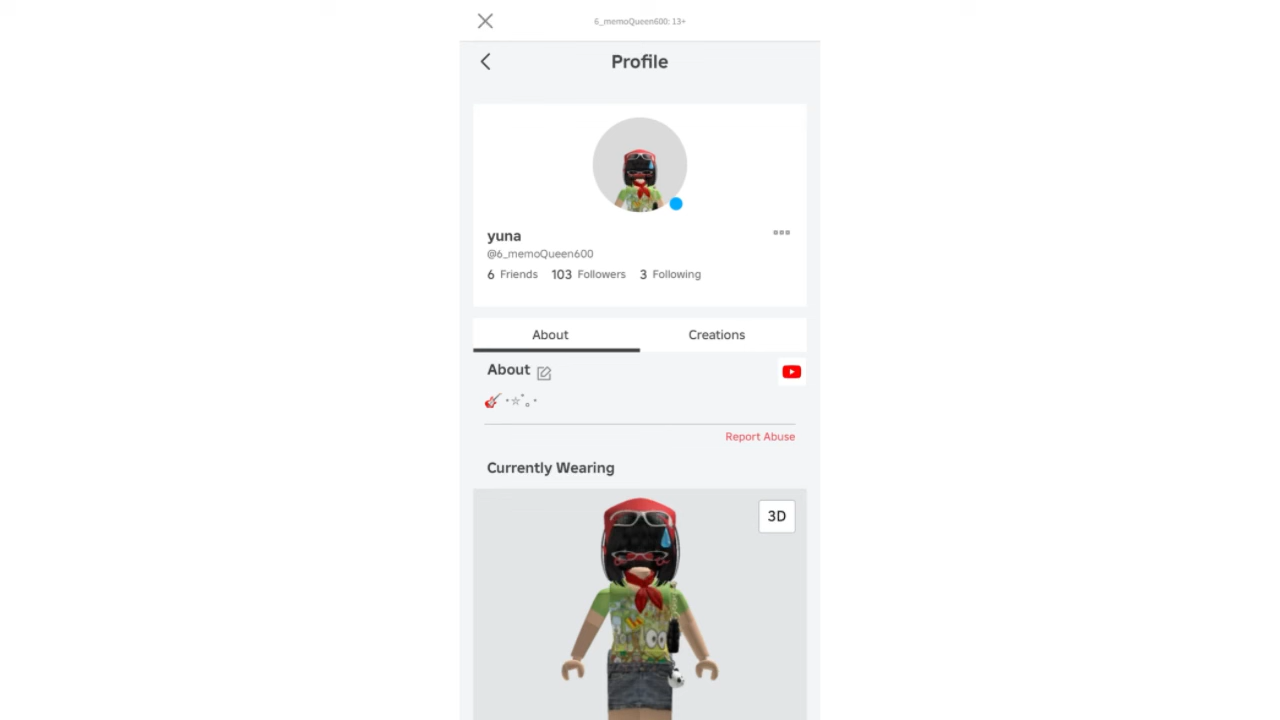 6_memoQueen600: 13+
Profile
yuna
@6_memoQueen600
6 Friends 103 Followers 3 Following
About Creations
About
🎸⋆☆˚｡⋆
Report Abuse
Currently Wearing
3D